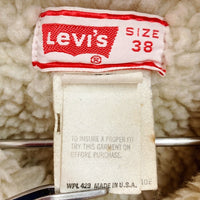 Levi's
®
SIZE
38
TO INSURE A PROPER FIT
TRY THIS GARMENT ON
BEFORE PURCHASE.
WPL 423 MADE IN U.S.A.